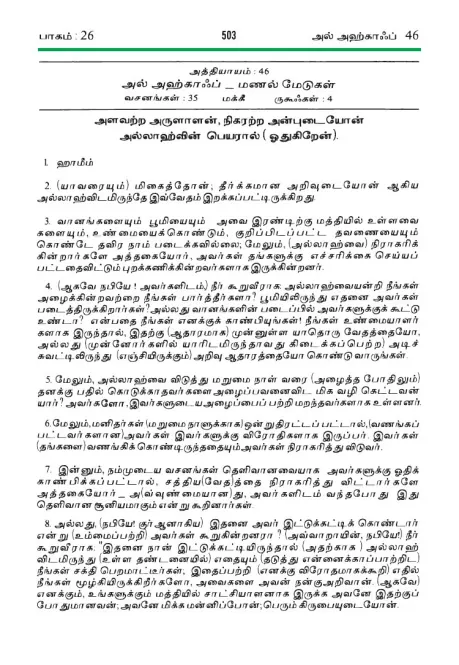 பாகம் : 26 503 அல் அஹ்காஃப் 46
அத்தியாயம் : 46
அல் அஹ்காஃப் _ மணல் மேடுகள்
வசனங்கள் : 35 மக்கீ ருகூஃகள் : 4
அளவற்ற அருளாளன், நிகரற்ற அன்புடையோன்
அல்லாஹ்வின் பெயரால் ( ஓதுகிறேன்).
1. ஹாமீம்
2. (யாவரையும்) மிகைத்தோன்; தீர்க்கமான அறிவுடையோன் ஆகிய
அல்லாஹ்விடமிருந்தே இவ்வேதம் இறக்கப்பட்டிருக்கிறது.
3. வானங்களையும் பூமியையும் அவை இரண்டிற்கு மத்தியில் உள்ளவை
களையும், உண்மையைக்கொண்டும், குறிப்பிடப்பட்ட தவணையையும்
கொண்டே தவிர நாம் படைக்கவில்லை; மேலும், (அல்லாஹ்வை) நிராகரிக்
கின்றார்களே அத்தகையோர், அவர்கள் தங்களுக்கு எச்சரிக்கை செய்யப்
பட்டதைவிட்டும் புறக்கணிக்கின்றவர்களாக இருக்கின்றனர்.
4. (ஆகவே நபியே! அவர்களிடம்,) நீர் கூறுவீராக: அல்லாஹ்வையன்றி நீங்கள்
அழைக்கின்றவற்றை நீங்கள் பார்த்தீர்களா? பூமியிலிருந்து எதனை அவர்கள்
படைத்திருக்கிறார்கள்? அல்லது வானங்களின் படைப்பில் அவர்களுக்குக் கூட்டு
உண்டா? என்பதை நீங்கள் எனக்குக் காண்பியுங்கள்! நீங்கள் உண்மையாளர்
களாக இருந்தால், இதற்கு (ஆதாரமாக) முன்னுள்ள யாதொரு வேதத்தையோ,
அல்லது (முன்னோர்களில் யாரிடமிருந்தாவது கிடைக்கப்பெற்ற) அடிச்
சுவட்டிலிருந்து (எஞ்சியிருக்கும்) அறிவு ஆதாரத்தையோ கொண்டு வாருங்கள்.
5. மேலும், அல்லாஹ்வை விடுத்து மறுமை நாள் வரை (அழைத்த போதிலும்)
தனக்கு பதில் கொடுக்காதவர்களை அழைப்பவனைவிட மிக வழி கெட்டவன்
யார்? அவர்களோ, இவர்களுடைய அழைப்பைப் பற்றி மறந்தவர்களாக உள்ளனர்.
6.மேலும்,மனிதர்கள் (மறுமை நாளுக்காக) ஒன்று திரட்டப்பட்டால்,(வணங்கப்
பட்டவர்களான) அவர்கள் இவர்களுக்கு விரோதிகளாக இருப்பர். இவர்கள்
(தங்களை) வணங்கிக் கொண்டிருந்ததையும் அவர்கள் நிராகரித்து விடுவர்.
7. இன்னும், நம்முடைய வசனங்கள் தெளிவானவையாக அவர்களுக்கு ஓதிக்
காண்பிக்கப்பட்டால், சத்திய(வேத)த்தை நிராகரித்து விட்டார்களே
அத்தகையோர் _ அ(வ்வுண்மையான)து, அவர்களிடம் வந்தபோது இது
தெளிவான சூனியமாகும் என்று கூறினார்கள்.
8. அல்லது, (நபியே! குர்ஆனாகிய) இதனை அவர் இட்டுக்கட்டிக் கொண்டார்
என்று (உம்மைப்பற்றி) அவர்கள் கூறுகின்றனரா ? (அவ்வாறாயின், நபியே!) நீர்
கூறுவீராக: "இதனை நான் இட்டுக்கட்டியிருந்தால் (அதற்காக ) அல்லாஹ்
விடமிருந்து (உள்ள தண்டனையில்) எதையும் (தடுத்து என்னைக்காப்பாற்றிட)
நீங்கள் சக்தி பெறமாட்டீர்கள்; இதைப்பற்றி (எனக்கு விரோதமாகக்கூறி) எதில்
நீங்கள் மூழ்கியிருக்கிறீர்களோ, அவைகளை அவன் நன்கு அறிவான். (ஆகவே)
எனக்கும், உங்களுக்கும் மத்தியில் சாட்சியாளனாக இருக்க அவனே இதற்குப்
போதுமானவன்; அவனே மிக்க மன்னிப்போன்; பெரும் கிருபையுடையோன்.